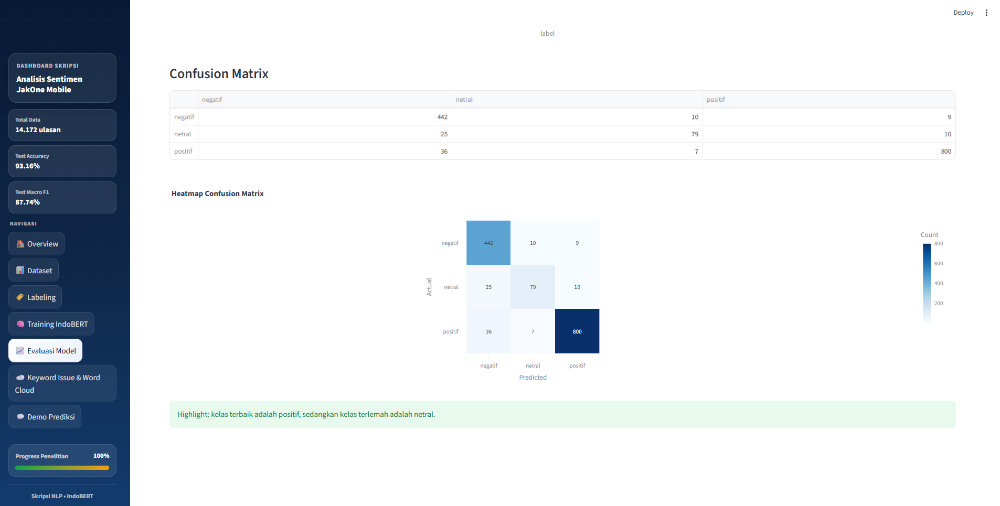 Deploy
DASHBOARD SKRIPSI
Analisis Sentimen
JakOne Mobile
Total Data
14.172 ulasan
Test Accuracy
93.16%
Test Macro F1
87.74%
NAVIGASI
Overview
Dataset
Labeling
Training IndoBERT
Evaluasi Model
Keyword Issue & Word
Cloud
Demo Prediksi
Progress Penelitian 100%
Skripsi NLP • IndoBERT
label
Confusion Matrix
negatif netral positif
negatif 442 10 9
netral 25 79 10
positif 36 7 800
Heatmap Confusion Matrix
Actual
negatif 442 10 9
netral 25 79 10
positif 36 7 800
negatif netral positif
Predicted
Count
800
600
400
200
Highlight: kelas terbaik adalah positif, sedangkan kelas terlemah adalah netral.